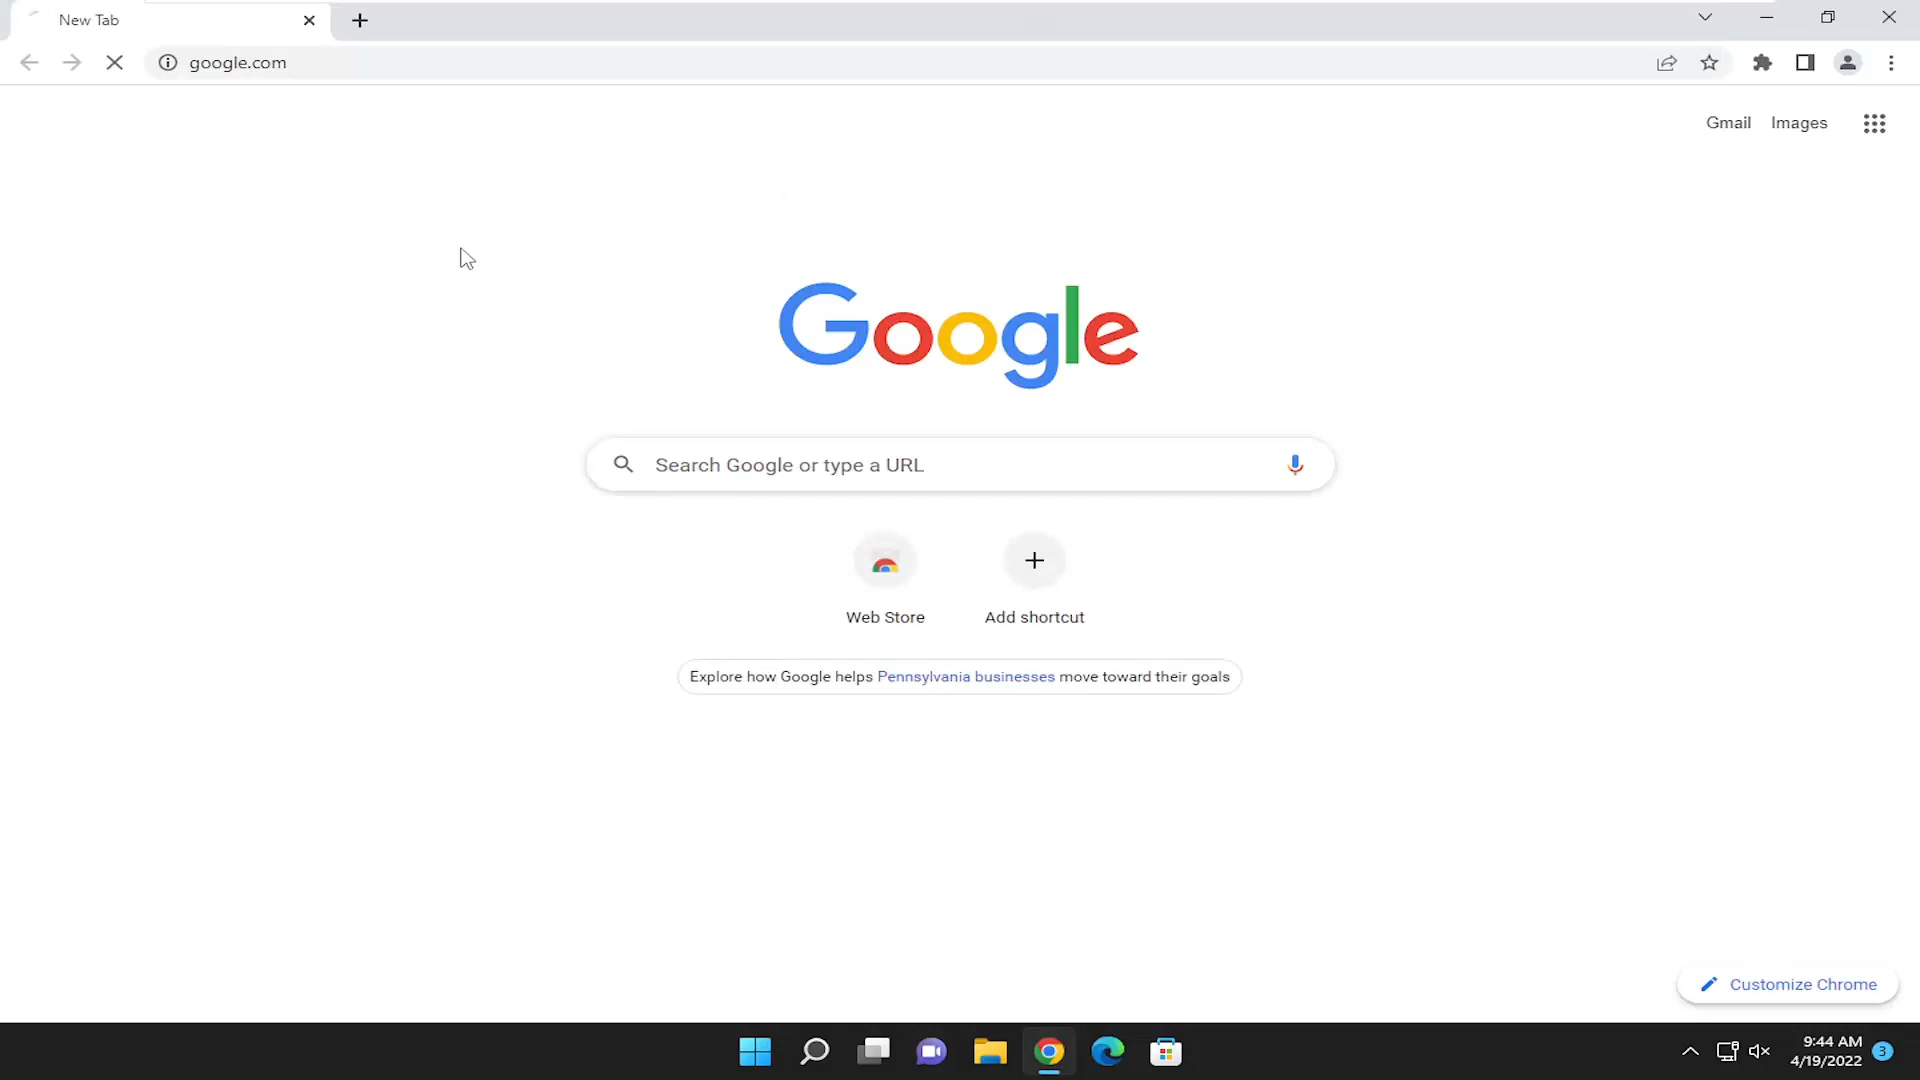 New Tab
google.com
Gmail Images
Google
Search Google or type a URL
Web Store
Add shortcut
Explore how Google helps Pennsylvania businesses move toward their goals
Customize Chrome
9:44 AM
4/19/2022
3